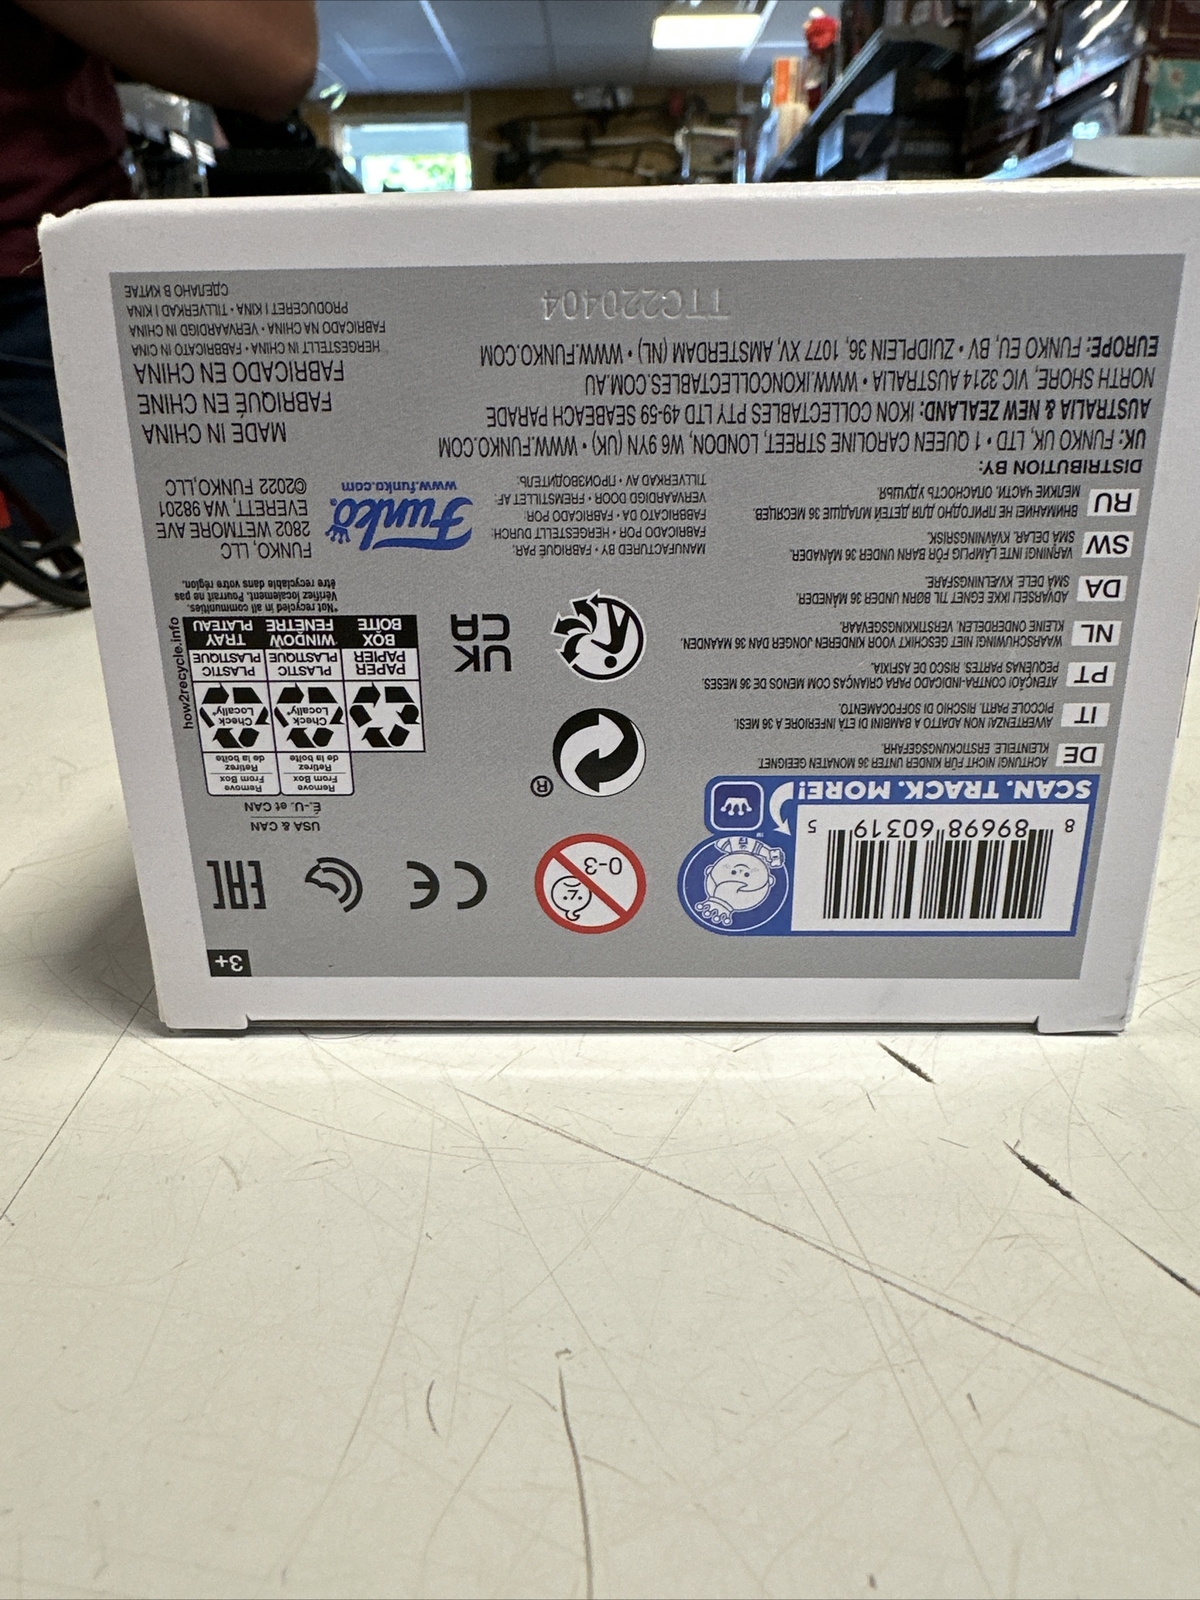 3+
8 89698 60319 5
SCAN. TRACK. MORE!
™
0-3
CE
EAC
USA & CAN
É.-U. et CAN
®
DE
ACHTUNG! NICHT FÜR KINDER UNTER 36 MONATEN GEEIGNET.
KLEINTEILE. ERSTICKUNGSGEFAHR.
IT
AVVERTENZA! NON ADATTO A BAMBINI DI ETÀ INFERIORE A 36 MESI.
PICCOLE PARTI. RISCHIO DI SOFFOCAMENTO.
PT
ATENÇÃO! CONTRA-INDICADO PARA CRIANÇAS COM MENOS DE 36 MESES.
PEQUENAS PARTES. RISCO DE ASFIXIA.
NL
WAARSCHUWING! NIET GESCHIKT VOOR KINDEREN JONGER DAN 36 MAANDEN.
KLEINE ONDERDELEN. VERSTIKKINGSGEVAAR.
DA
ADVARSEL! IKKE EGNET TIL BØRN UNDER 36 MÅNEDER.
SMÅ DELE. KVÆLNINGSFARE.
SW
VARNING! INTE LÄMPLIG FÖR BARN UNDER 36 MÅNADER.
SMÅ DELAR. KVÄVNINGSRISK.
RU
ВНИМАНИЕ! НЕ ПРИГОДНО ДЛЯ ДЕТЕЙ МЛАДШЕ 36 МЕСЯЦЕВ.
МЕЛКИЕ ЧАСТИ. ОПАСНОСТЬ УДУШЬЯ.
Remove
From Box
Retirez
de la boîte
Remove
From Box
Retirez
de la boîte
Check
Locally*
Check
Locally*
PAPER
PAPIER
PLASTIC
PLASTIQUE
PLASTIC
PLASTIQUE
BOX
BOÎTE
WINDOW
FENÊTRE
TRAY
PLATEAU
how2recycle.info
*Not recycled in all communities.
Vérifiez localement. Pourrait ne pas
être recyclable dans votre région.
UK
CA
MANUFACTURED BY • FABRIQUÉ PAR:
FABRICADO POR • HERGESTELLT DURCH:
FABBRICATO DA • FABRICADO POR:
VERVAARDIGD DOOR • FREMSTILLET AF:
TILLVERKAD AV • ПРОИЗВОДИТЕЛЬ:
Funko®
www.funko.com
FUNKO, LLC
2802 WETMORE AVE
EVERETT, WA 98201
©2022 FUNKO,LLC
DISTRIBUTION BY:
UK: FUNKO UK, LTD • 1 QUEEN CAROLINE STREET, LONDON, W6 9YN (UK) • WWW.FUNKO.COM
AUSTRALIA & NEW ZEALAND: IKON COLLECTABLES PTY LTD 49-59 SEABEACH PARADE
NORTH SHORE, VIC 3214 AUSTRALIA • WWW.IKONCOLLECTABLES.COM.AU
EUROPE: FUNKO EU, BV • ZUIDPLEIN 36, 1077 XV, AMSTERDAM (NL) • WWW.FUNKO.COM
MADE IN CHINA
FABRIQUÉ EN CHINE
FABRICADO EN CHINA
HERGESTELLT IN CHINA • FABBRICATO IN CINA
FABRICADO NA CHINA • VERVAARDIGD IN CHINA
PRODUCERET I KINA • TILLVERKAD I KINA
СДЕЛАНО В КИТАЕ
TTC220404